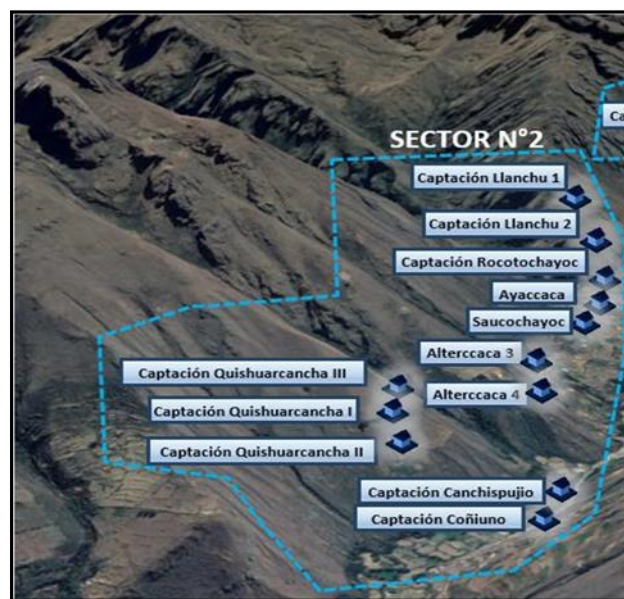 SECTOR N°2
Ca
Captación Llanchu 1
Captación Llanchu 2
Captación Rocotochayoc
Ayaccaca
Saucochayoc
Alterccaca 3
Captación Quishuarcancha III
Alterccaca 4
Captación Quishuarcancha I
Captación Quishuarcancha II
Captación Canchispujio
Captación Coñiuno